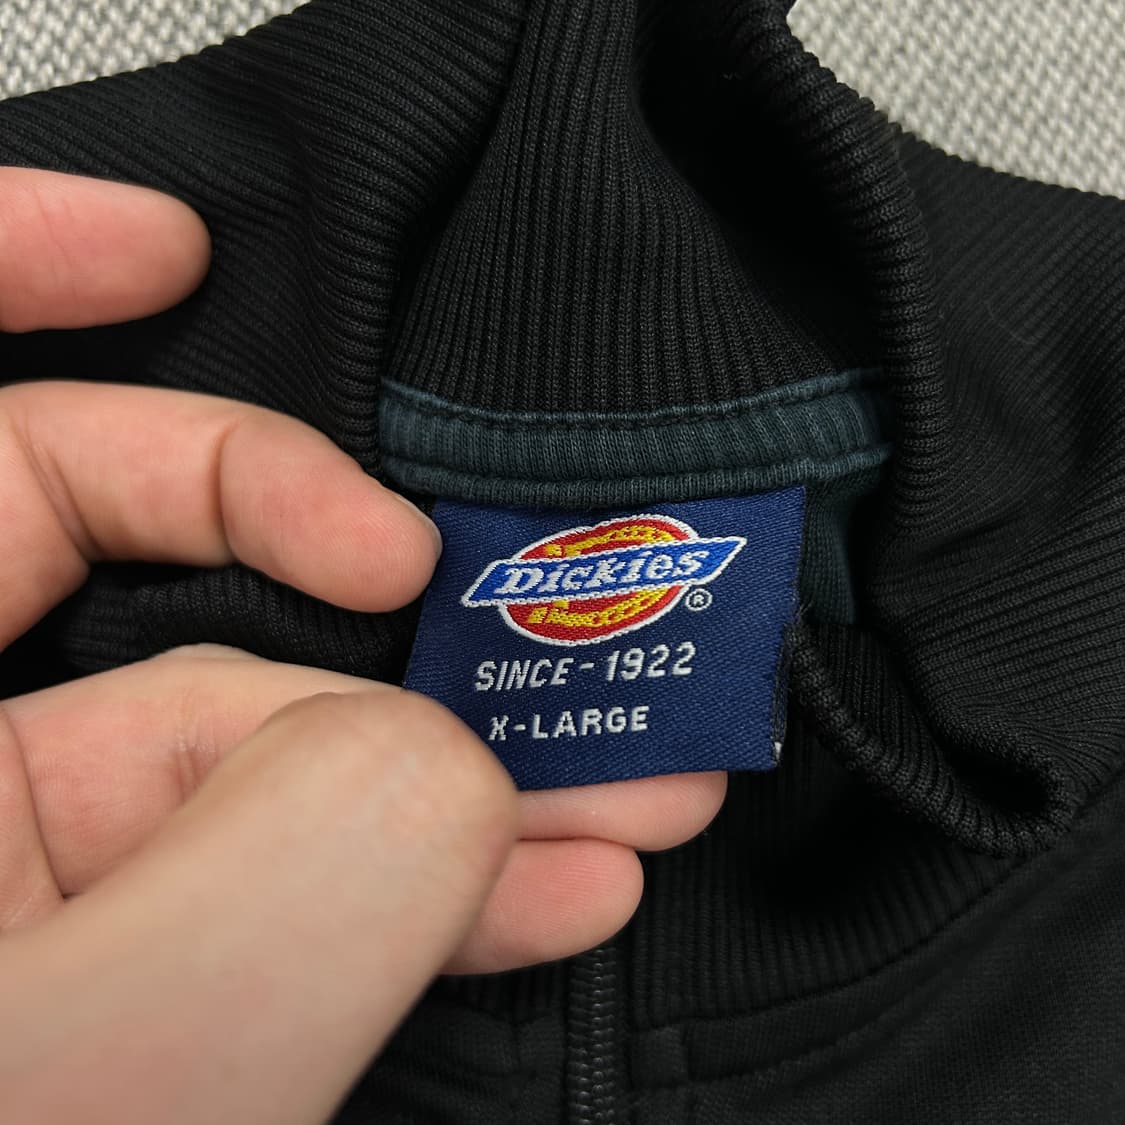 Dickies
®
SINCE-1922
X-LARGE